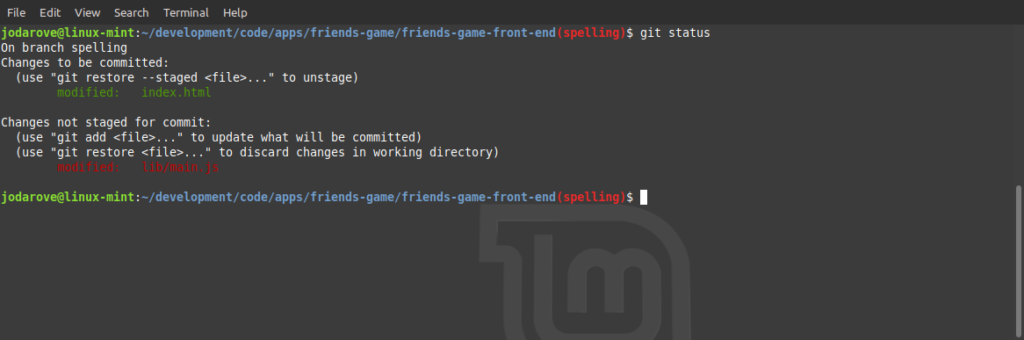 File Edit View Search Terminal Help
jodarove@linux-mint:~/development/code/apps/friends-game/friends-game-front-end(spelling)$ git status
On branch spelling
Changes to be committed:
  (use "git restore --staged <file>..." to unstage)
        modified:   index.html

Changes not staged for commit:
  (use "git add <file>..." to update what will be committed)
  (use "git restore <file>..." to discard changes in working directory)
        modified:   lib/main.js

jodarove@linux-mint:~/development/code/apps/friends-game/friends-game-front-end(spelling)$